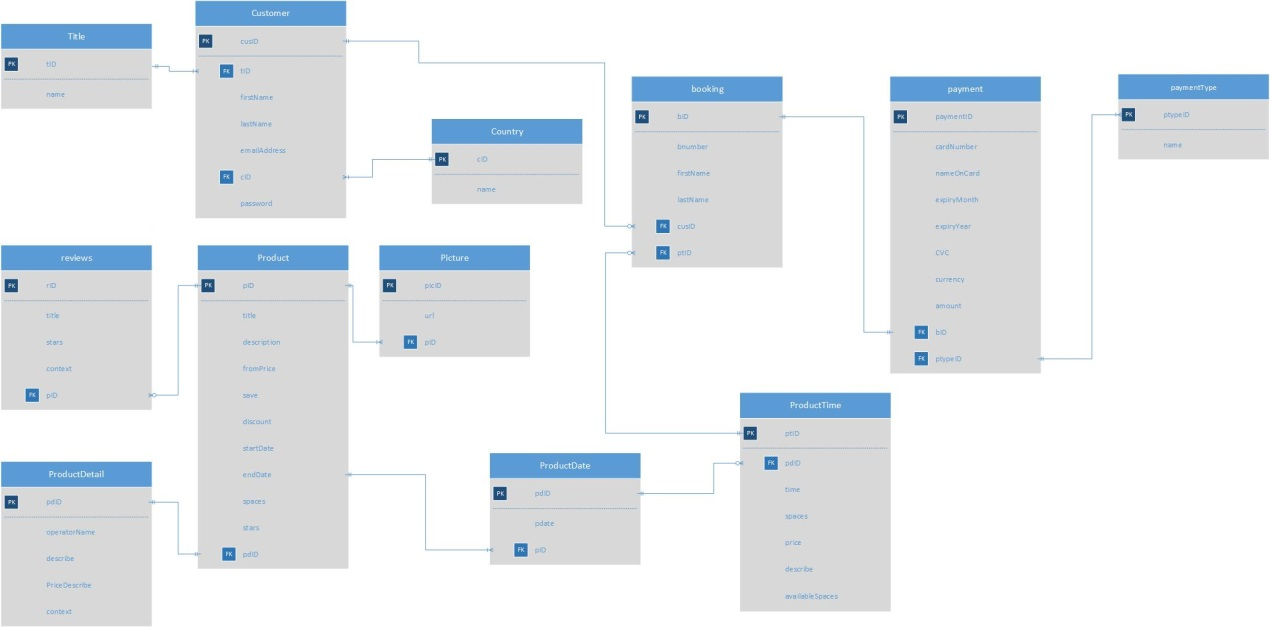 Title
PK tID
name
Customer
PK cusID
FK tID
firstName
lastName
emailAddress
FK cID
password
Country
PK cID
name
booking
PK bID
bnumber
firstName
lastName
FK cusID
FK ptID
payment
PK paymentID
cardNumber
nameOnCard
expiryMonth
expiryYear
CVC
currency
amount
FK bID
FK ptypeID
paymentType
PK ptypeID
name
reviews
PK rID
title
stars
context
FK pID
Product
PK pID
title
description
fromPrice
save
discount
startDate
endDate
spaces
stars
FK pdID
Picture
PK picID
url
FK pID
ProductDetail
PK pdID
operatorName
describe
PriceDescribe
context
ProductDate
PK pdID
pdate
FK pID
ProductTime
PK ptID
FK pdID
time
spaces
price
describe
availableSpaces